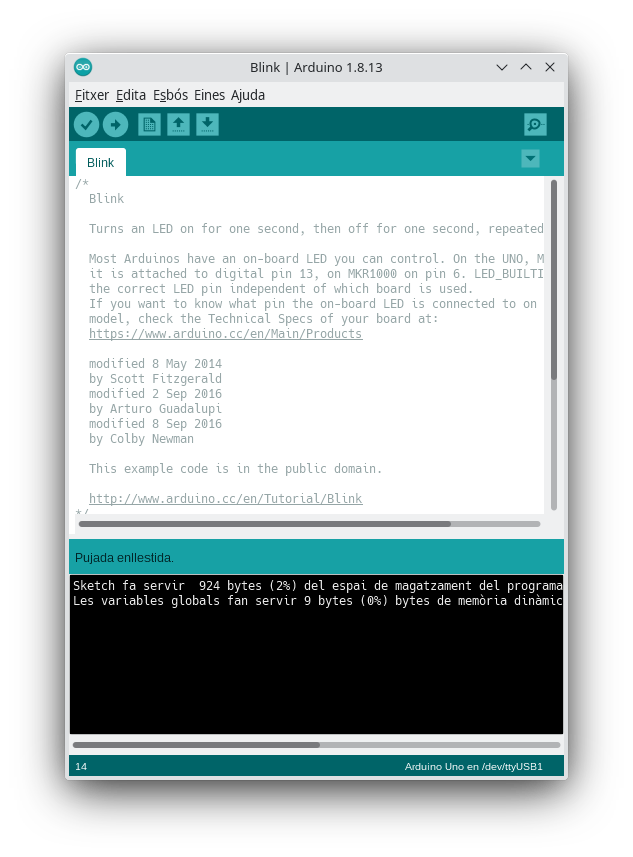 Blink | Arduino 1.8.13
Fitxer Edita Esbós Eines Ajuda
Blink
/*
Blink
Turns an LED on for one second, then off for one second, repeated
Most Arduinos have an on-board LED you can control. On the UNO, M
it is attached to digital pin 13, on MKR1000 on pin 6. LED_BUILTI
the correct LED pin independent of which board is used.
If you want to know what pin the on-board LED is connected to on
model, check the Technical Specs of your board at:
https://www.arduino.cc/en/Main/Products
modified 8 May 2014
by Scott Fitzgerald
modified 2 Sep 2016
by Arturo Guadalupi
modified 8 Sep 2016
by Colby Newman
This example code is in the public domain.
http://www.arduino.cc/en/Tutorial/Blink
*/
Pujada enllestida.
Sketch fa servir  924 bytes (2%) del espai de magatzament del programa
Les variables globals fan servir 9 bytes (0%) bytes de memòria dinàmic
14
Arduino Uno en /dev/ttyUSB1